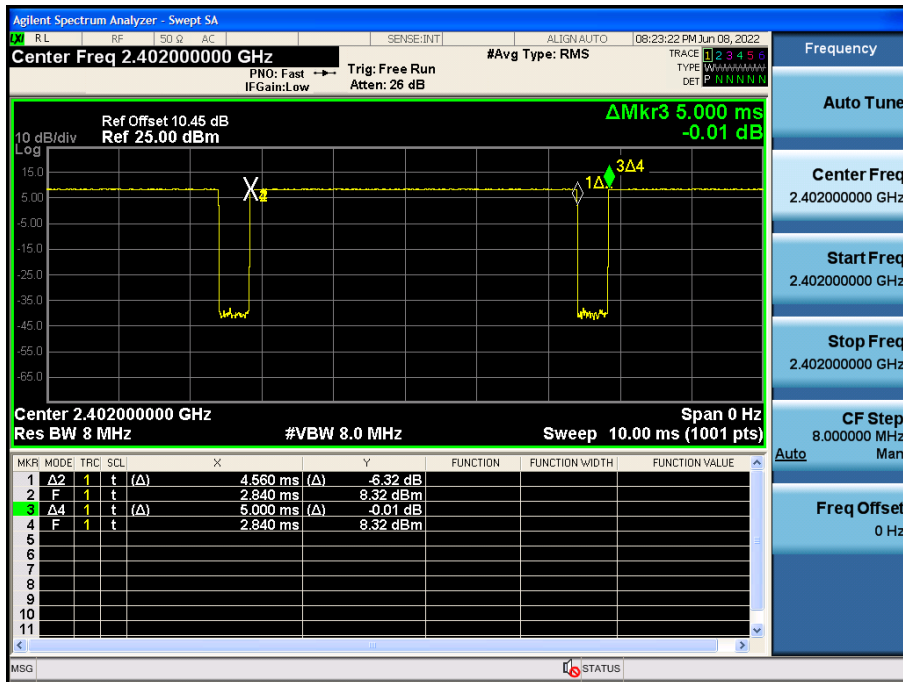 Agilent Spectrum Analyzer - Swept SA
LXI RL RF 50 Ω AC SENSE:INT ALIGN AUTO 08:23:22 PM Jun 08, 2022
Center Freq 2.402000000 GHz #Avg Type: RMS TRACE 1 2 3 4 5 6
PNO: Fast Trig: Free Run TYPE W
IFGain:Low Atten: 26 dB DET P N N N N N
Frequency
Auto Tune
Center Freq
2.402000000 GHz
Start Freq
2.402000000 GHz
Stop Freq
2.402000000 GHz
CF Step
8.000000 MHz
Auto Man
Freq Offset
0 Hz
ΔMkr3 5.000 ms
-0.01 dB
Ref Offset 10.45 dB
10 dB/div Ref 25.00 dBm
Log
15.0
5.00
-5.00
-15.0
-25.0
-35.0
-45.0
-55.0
-65.0
1Δ
3Δ4
Center 2.402000000 GHz Span 0 Hz
Res BW 8 MHz #VBW 8.0 MHz Sweep 10.00 ms (1001 pts)
MKR MODE TRC SCL X Y FUNCTION FUNCTION WIDTH FUNCTION VALUE
1 Δ2 1 t (Δ) 4.560 ms (Δ) -6.32 dB
2 F 1 t 2.840 ms 8.32 dBm
3 Δ4 1 t (Δ) 5.000 ms (Δ) -0.01 dB
4 F 1 t 2.840 ms 8.32 dBm
5
6
7
8
9
10
11
MSG STATUS